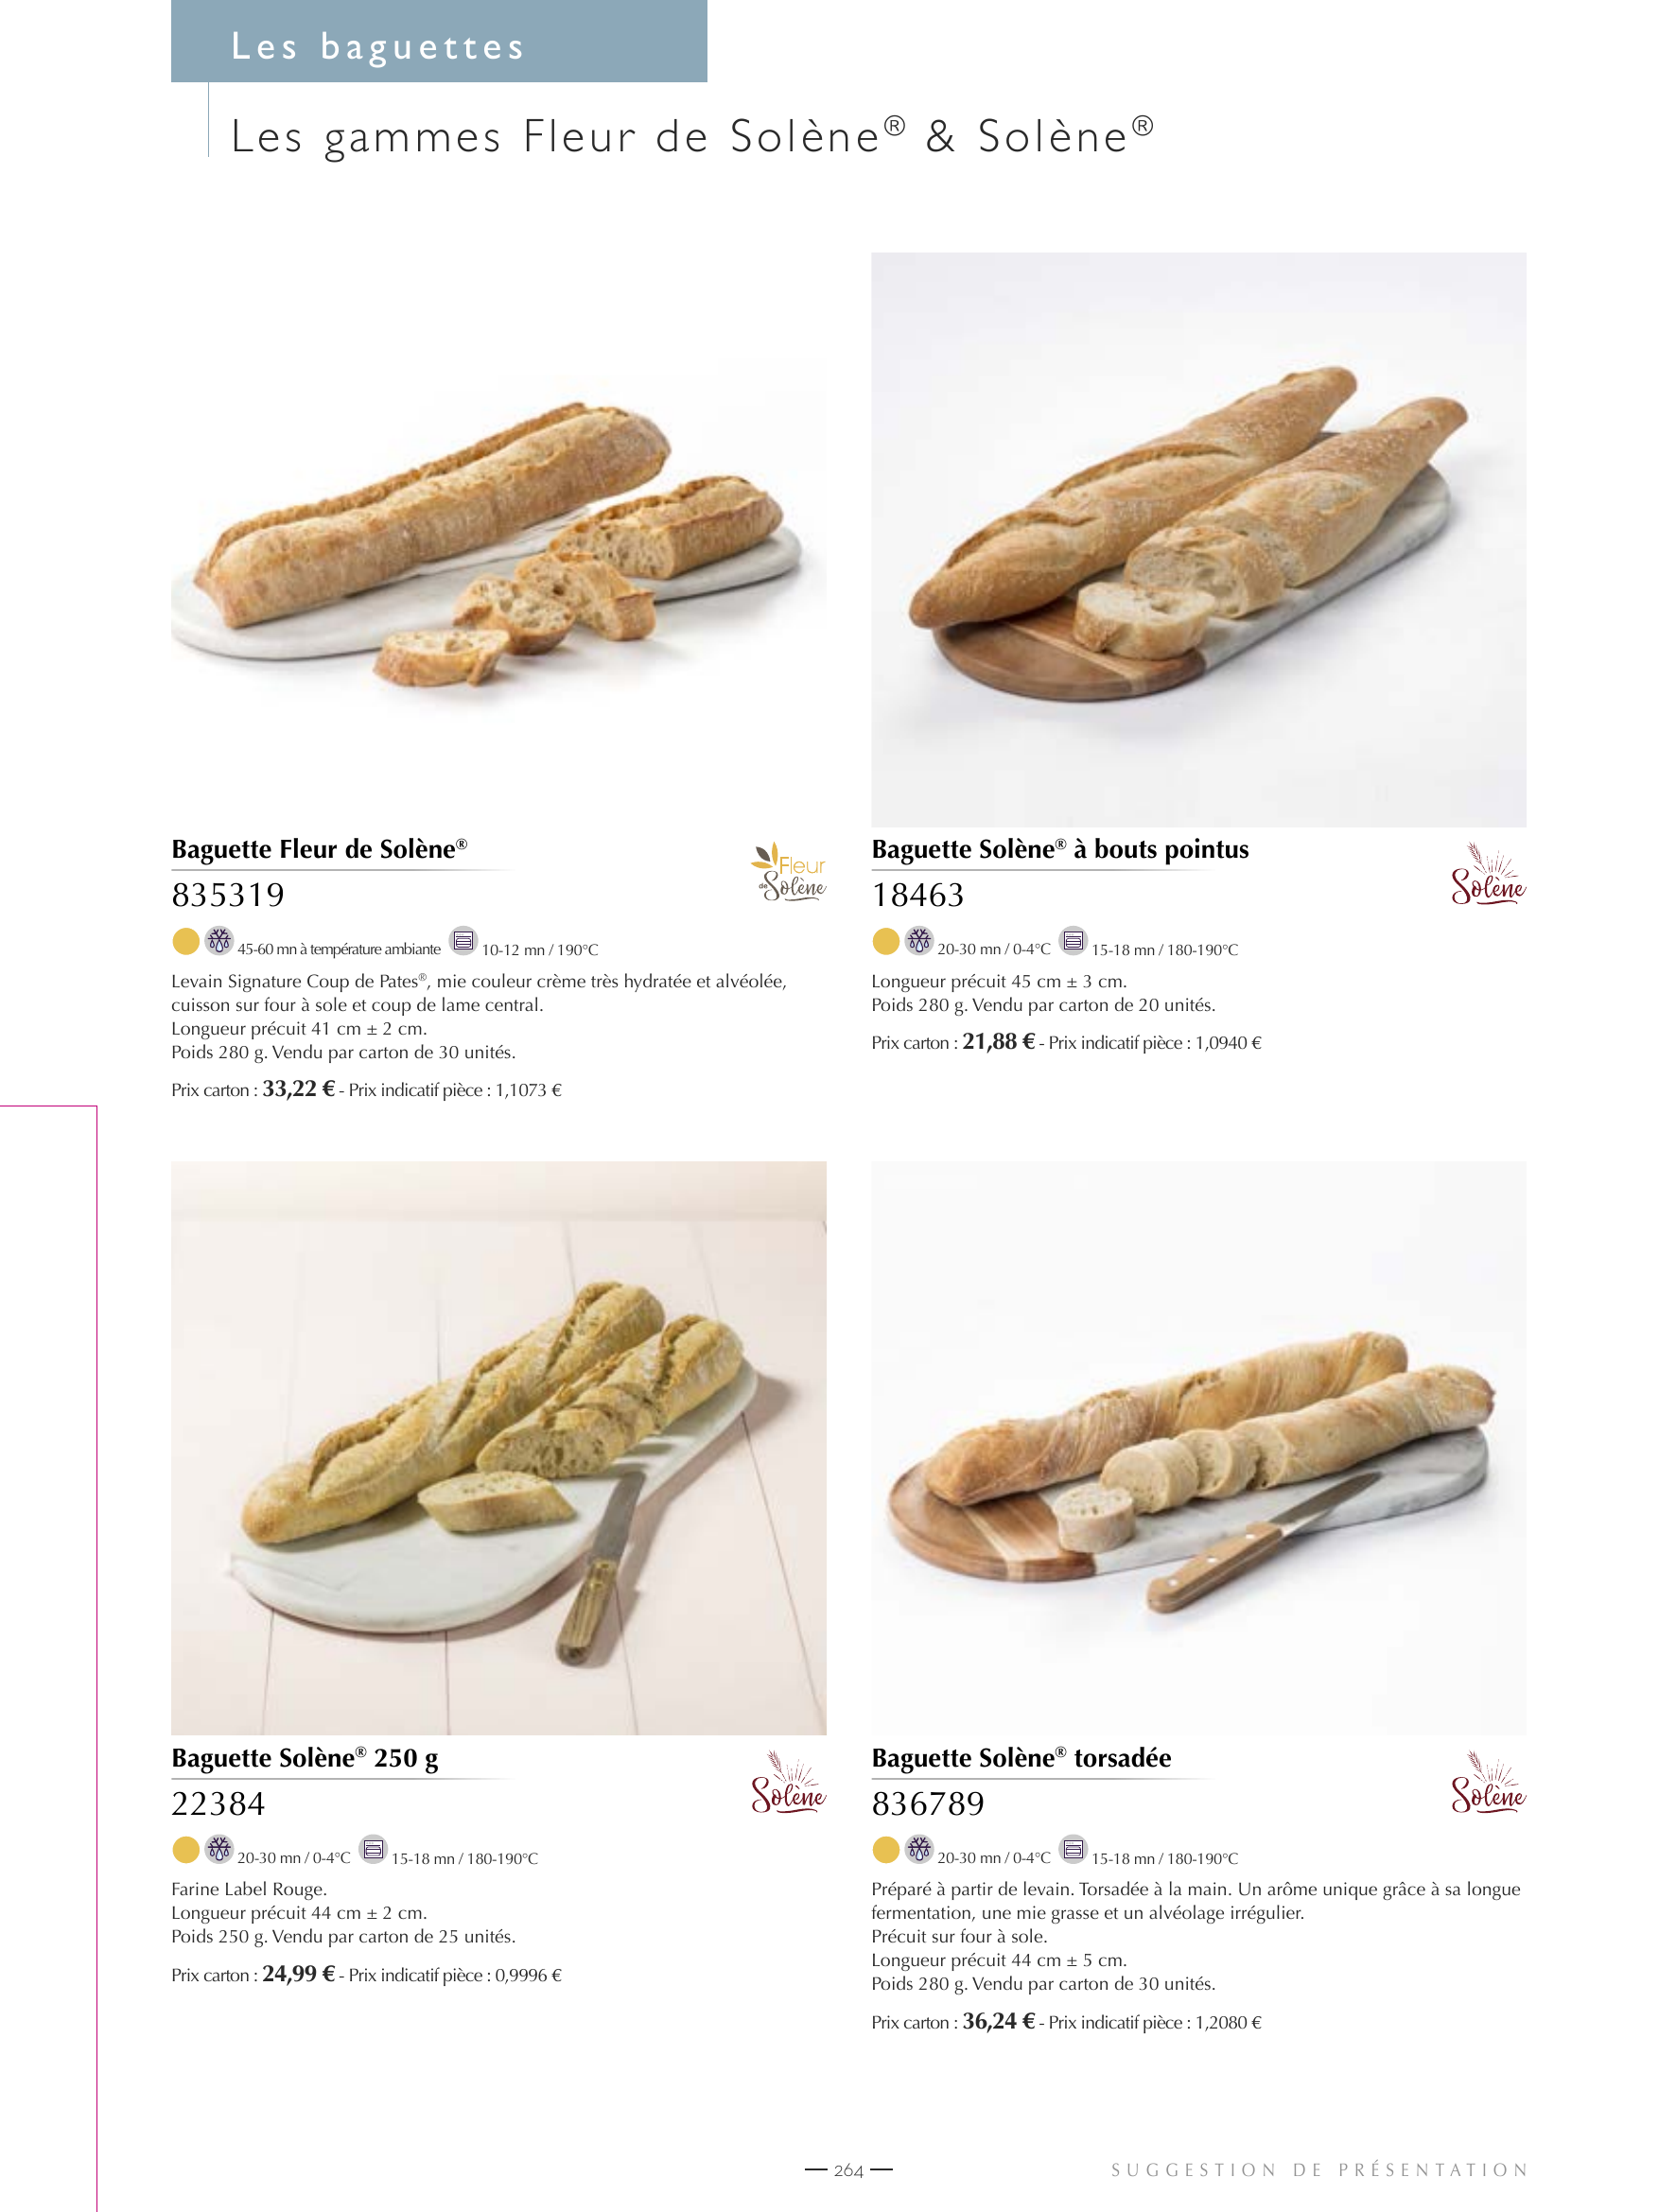 Les baguettes
Les gammes Fleur de Solène® & Solène®
Baguette Fleur de Solène®
835319
Fleur
de Solène
45-60 mn à température ambiante 10-12 mn / 190°C
Levain Signature Coup de Pates®, mie couleur crème très hydratée et alvéolée,
cuisson sur four à sole et coup de lame central.
Longueur précuit 41 cm ± 2 cm.
Poids 280 g. Vendu par carton de 30 unités.
Prix carton : 33,22 € - Prix indicatif pièce : 1,1073 €
Baguette Solène® à bouts pointus
18463
Solène
20-30 mn / 0-4°C 15-18 mn / 180-190°C
Longueur précuit 45 cm ± 3 cm.
Poids 280 g. Vendu par carton de 20 unités.
Prix carton : 21,88 € - Prix indicatif pièce : 1,0940 €
Baguette Solène® 250 g
22384
Solène
20-30 mn / 0-4°C 15-18 mn / 180-190°C
Farine Label Rouge.
Longueur précuit 44 cm ± 2 cm.
Poids 250 g. Vendu par carton de 25 unités.
Prix carton : 24,99 € - Prix indicatif pièce : 0,9996 €
Baguette Solène® torsadée
836789
Solène
20-30 mn / 0-4°C 15-18 mn / 180-190°C
Préparé à partir de levain. Torsadée à la main. Un arôme unique grâce à sa longue
fermentation, une mie grasse et un alvéolage irrégulier.
Précuit sur four à sole.
Longueur précuit 44 cm ± 5 cm.
Poids 280 g. Vendu par carton de 30 unités.
Prix carton : 36,24 € - Prix indicatif pièce : 1,2080 €
— 264 —
SUGGESTION DE PRÉSENTATION